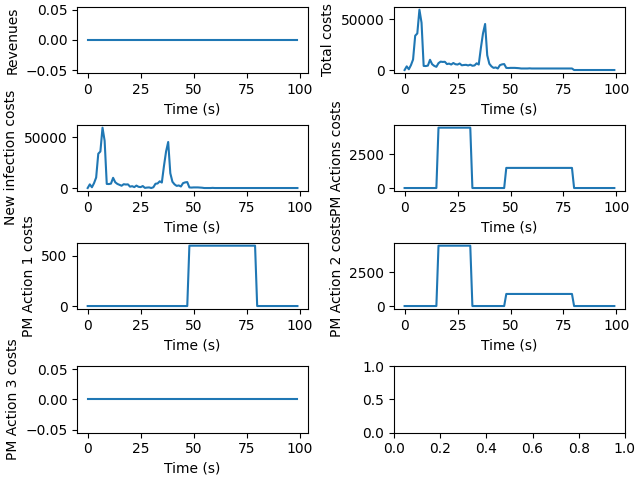 Revenues
0.05
0.00
−0.05
0 25 50 75 100
Time (s)
Total costs
50000
0
0 25 50 75 100
Time (s)
New infection costs
50000
0
0 25 50 75 100
Time (s)
PM Actions costs
2500
0
0 25 50 75 100
Time (s)
PM Action 1 costs
500
0
0 25 50 75 100
Time (s)
PM Action 2 costs
2500
0
0 25 50 75 100
Time (s)
PM Action 3 costs
0.05
0.00
−0.05
0 25 50 75 100
Time (s)
1.0
0.5
0.0
0.0 0.2 0.4 0.6 0.8 1.0